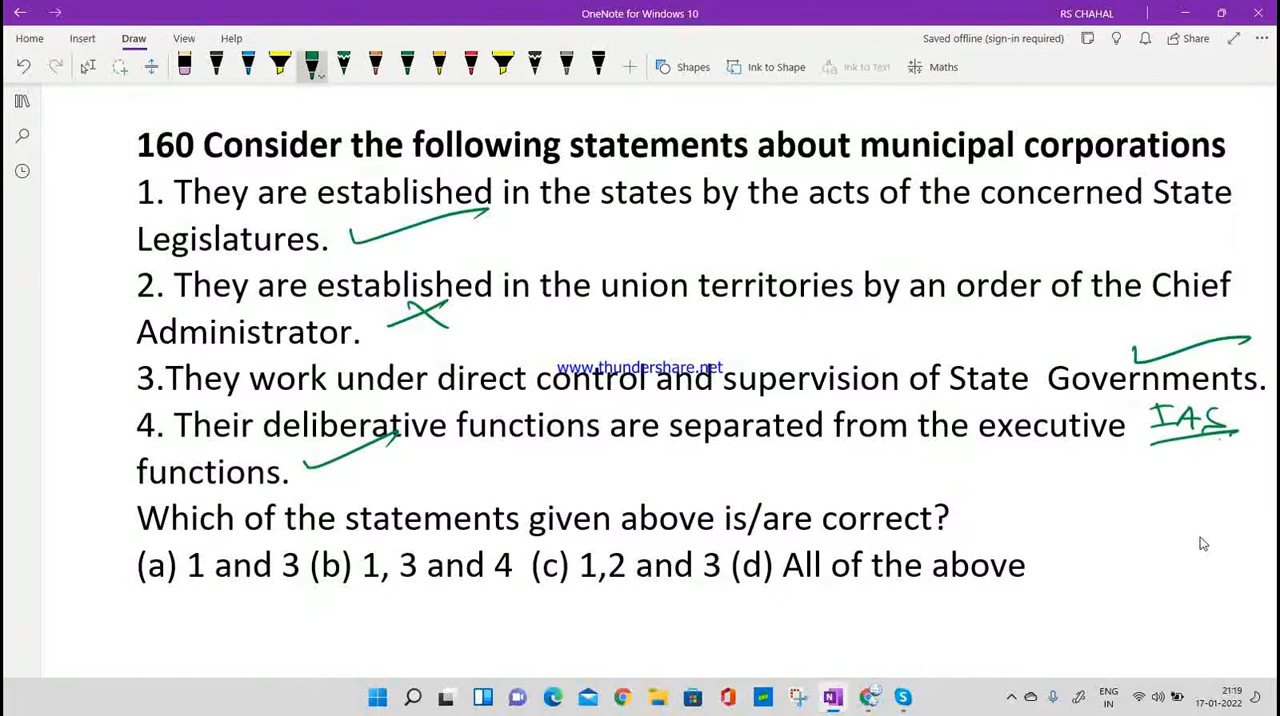 OneNote for Windows 10
RS CHAHAL
Home Insert Draw View Help
Saved offline (sign-in required)
Share
Shapes
Ink to Shape
Ink to Text
Maths
160 Consider the following statements about municipal corporations
1. They are established in the states by the acts of the concerned State
Legislatures.
2. They are established in the union territories by an order of the Chief
Administrator.
www.thundershare.net
3.They work under direct control and supervision of State Governments.
4. Their deliberative functions are separated from the executive IAS
functions.
Which of the statements given above is/are correct?
(a) 1 and 3 (b) 1, 3 and 4 (c) 1,2 and 3 (d) All of the above
ENG
IN
21:19
17-01-2022